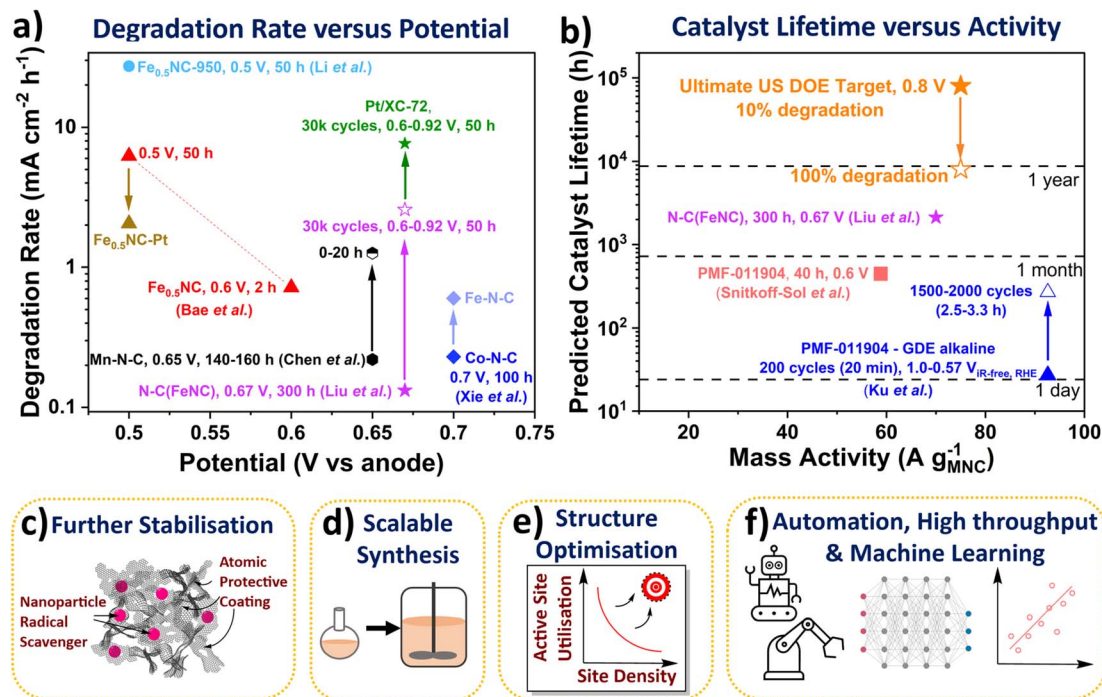 a) Degradation Rate versus Potential
Degradation Rate (mA cm⁻² h⁻¹)
10
1
0.1
Fe₀.₅NC-950, 0.5 V, 50 h (Li et al.)
0.5 V, 50 h
Fe₀.₅NC-Pt
Pt/XC-72,
30k cycles, 0.6-0.92 V, 50 h
30k cycles, 0.6-0.92 V, 50 h
0-20 h
Fe₀.₅NC, 0.6 V, 2 h
(Bae et al.)
Fe-N-C
Mn-N-C, 0.65 V, 140-160 h (Chen et al.)
Co-N-C
0.7 V, 100 h
(Xie et al.)
N-C(FeNC), 0.67 V, 300 h (Liu et al.)
0.5 0.55 0.6 0.65 0.7 0.75
Potential (V vs anode)
b) Catalyst Lifetime versus Activity
Predicted Catalyst Lifetime (h)
10⁵
10⁴
10³
10²
10¹
Ultimate US DOE Target, 0.8 V
10% degradation
100% degradation
1 year
N-C(FeNC), 300 h, 0.67 V (Liu et al.)
1 month
PMF-011904, 40 h, 0.6 V
(Snitkoff-Sol et al.)
1500-2000 cycles
(2.5-3.3 h)
PMF-011904 - GDE alkaline
200 cycles (20 min), 1.0-0.57 V iR-free, RHE
(Ku et al.)
1 day
20 40 60 80 100
Mass Activity (A g⁻¹ MNC)
c) Further Stabilisation
Atomic
Protective
Coating
Nanoparticle
Radical
Scavenger
d) Scalable
Synthesis
e) Structure
Optimisation
Active Site
Utilisation
Site Density
f) Automation, High throughput
& Machine Learning